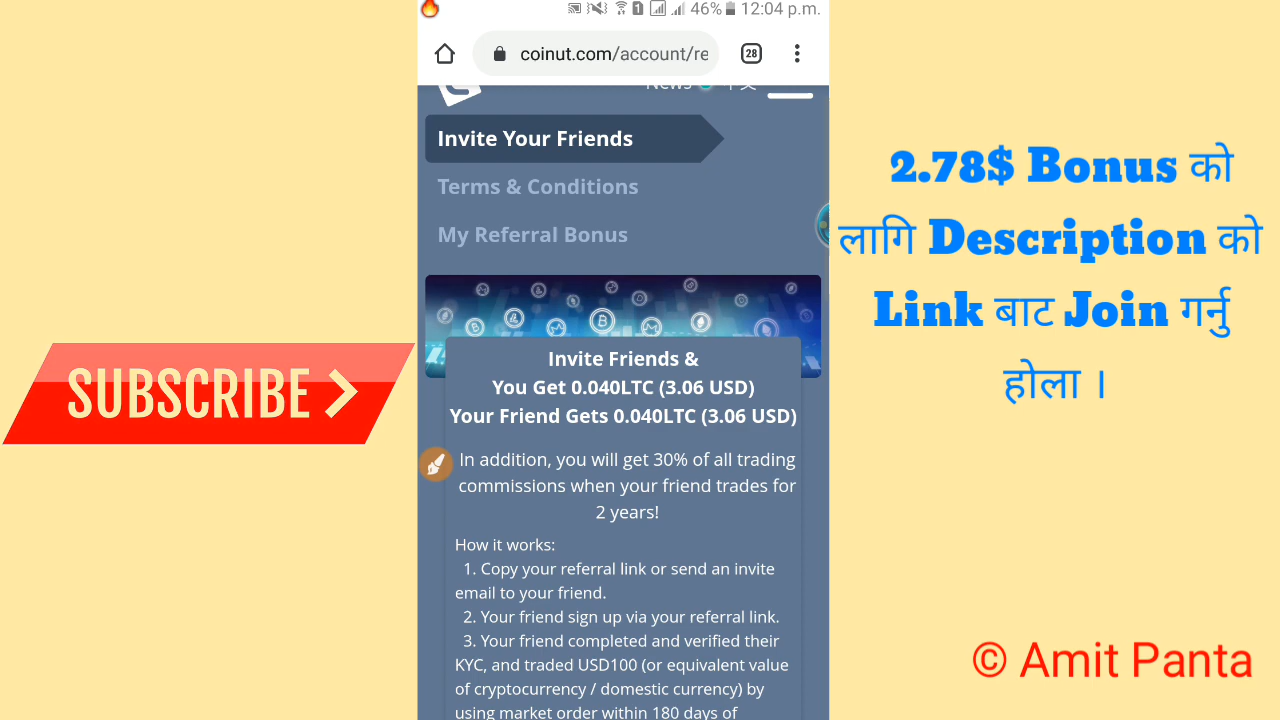 46% 12:04 p.m.
coinut.com/account/re
28
News 中文
Invite Your Friends
Terms & Conditions
My Referral Bonus
Invite Friends &
You Get 0.040LTC (3.06 USD)
Your Friend Gets 0.040LTC (3.06 USD)
In addition, you will get 30% of all trading
commissions when your friend trades for
2 years!
How it works:
1. Copy your referral link or send an invite
email to your friend.
2. Your friend sign up via your referral link.
3. Your friend completed and verified their
KYC, and traded USD100 (or equivalent value
of cryptocurrency / domestic currency) by
using market order within 180 days of
SUBSCRIBE
2.78$ Bonus को
लागि Description को
Link बाट Join गर्नु
होला ।
© Amit Panta